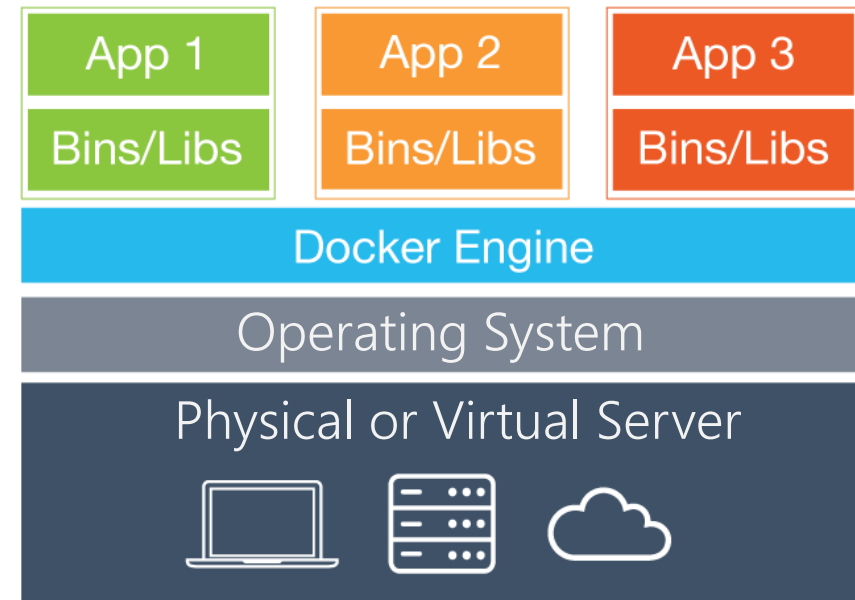 App 1
App 2
App 3
Bins/Libs
Bins/Libs
Bins/Libs
Docker Engine
Operating System
Physical or Virtual Server